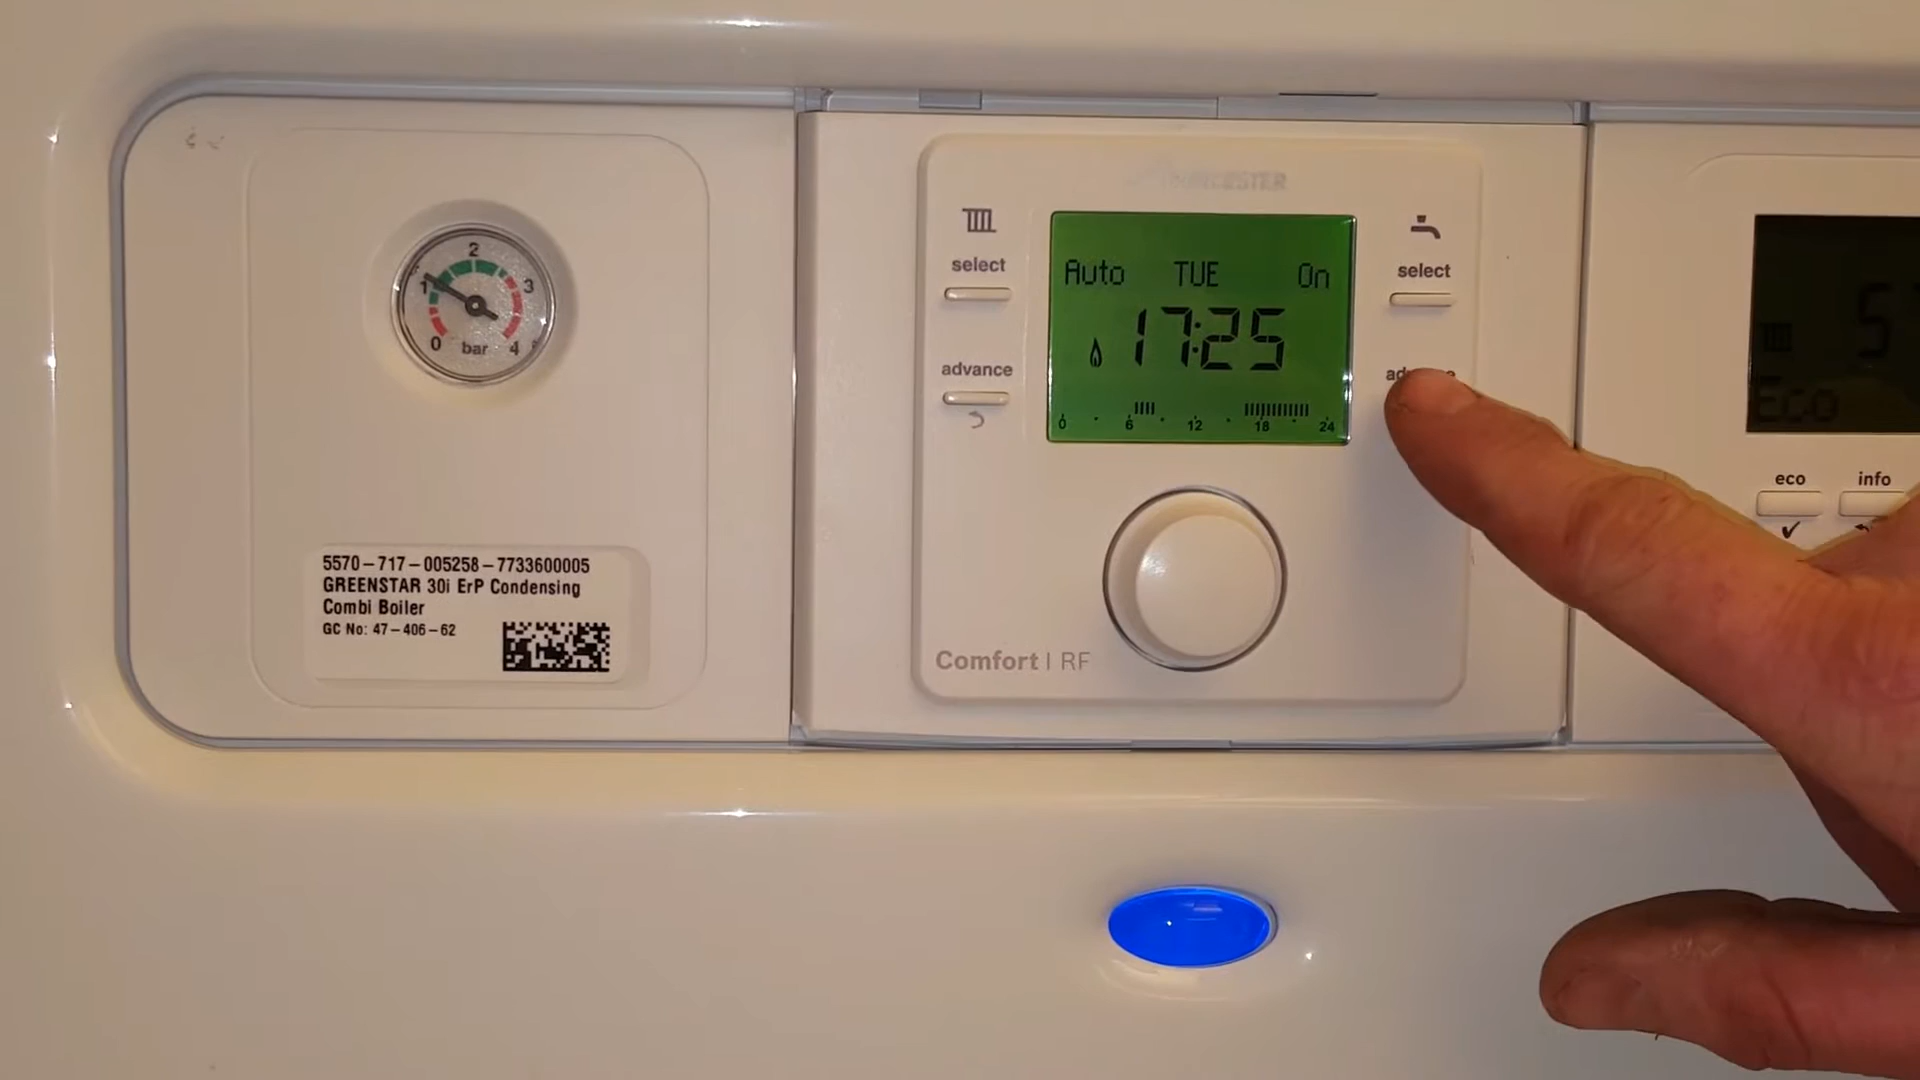 2
1
3
0
bar
4
5570-717-005258-7733600005
GREENSTAR 30i ErP Condensing
Combi Boiler
GC No: 47-406-62
WORCESTER
select
advance
Auto TUE On
17:25
0 6 12 18 24
select
Comfort | RF
Eco
eco
info